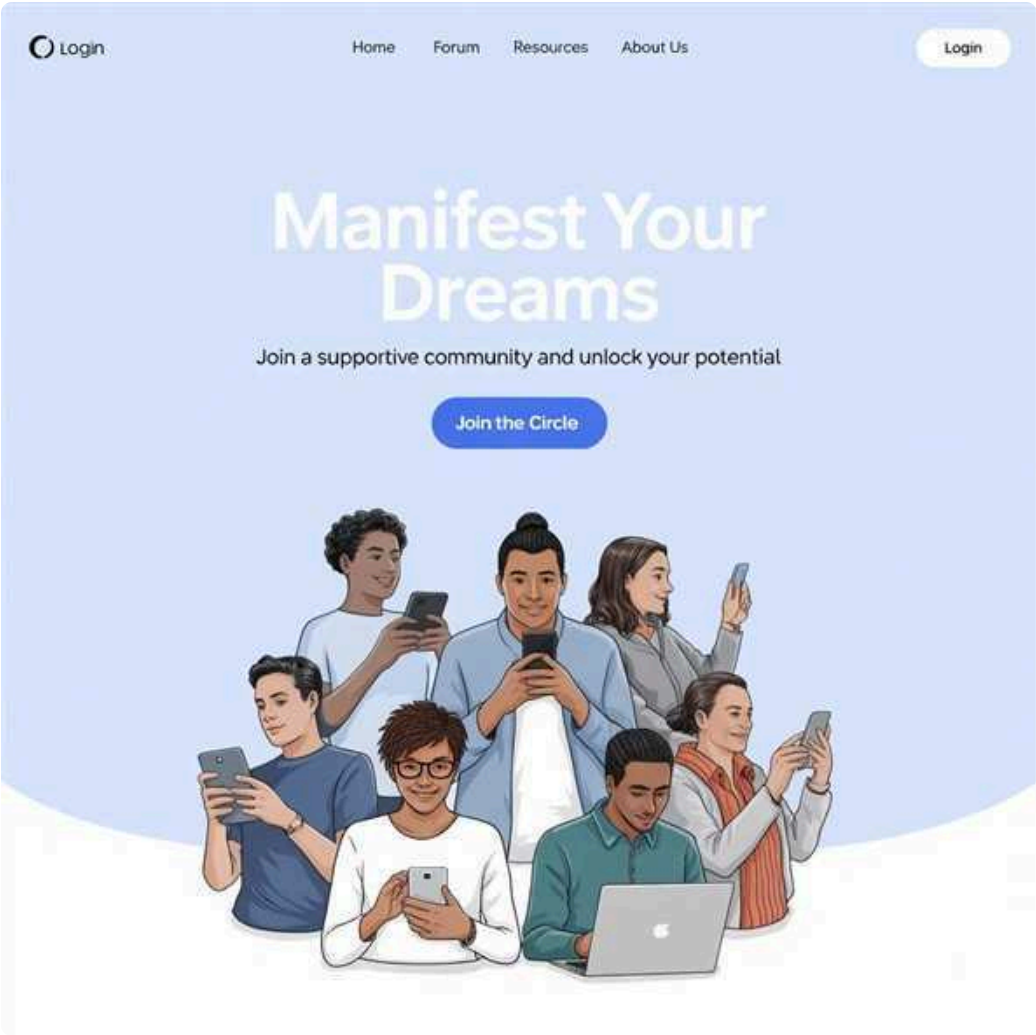 Login
Home
Forum
Resources
About Us
Login
Manifest Your
Dreams
Join a supportive community and unlock your potential
Join the Circle